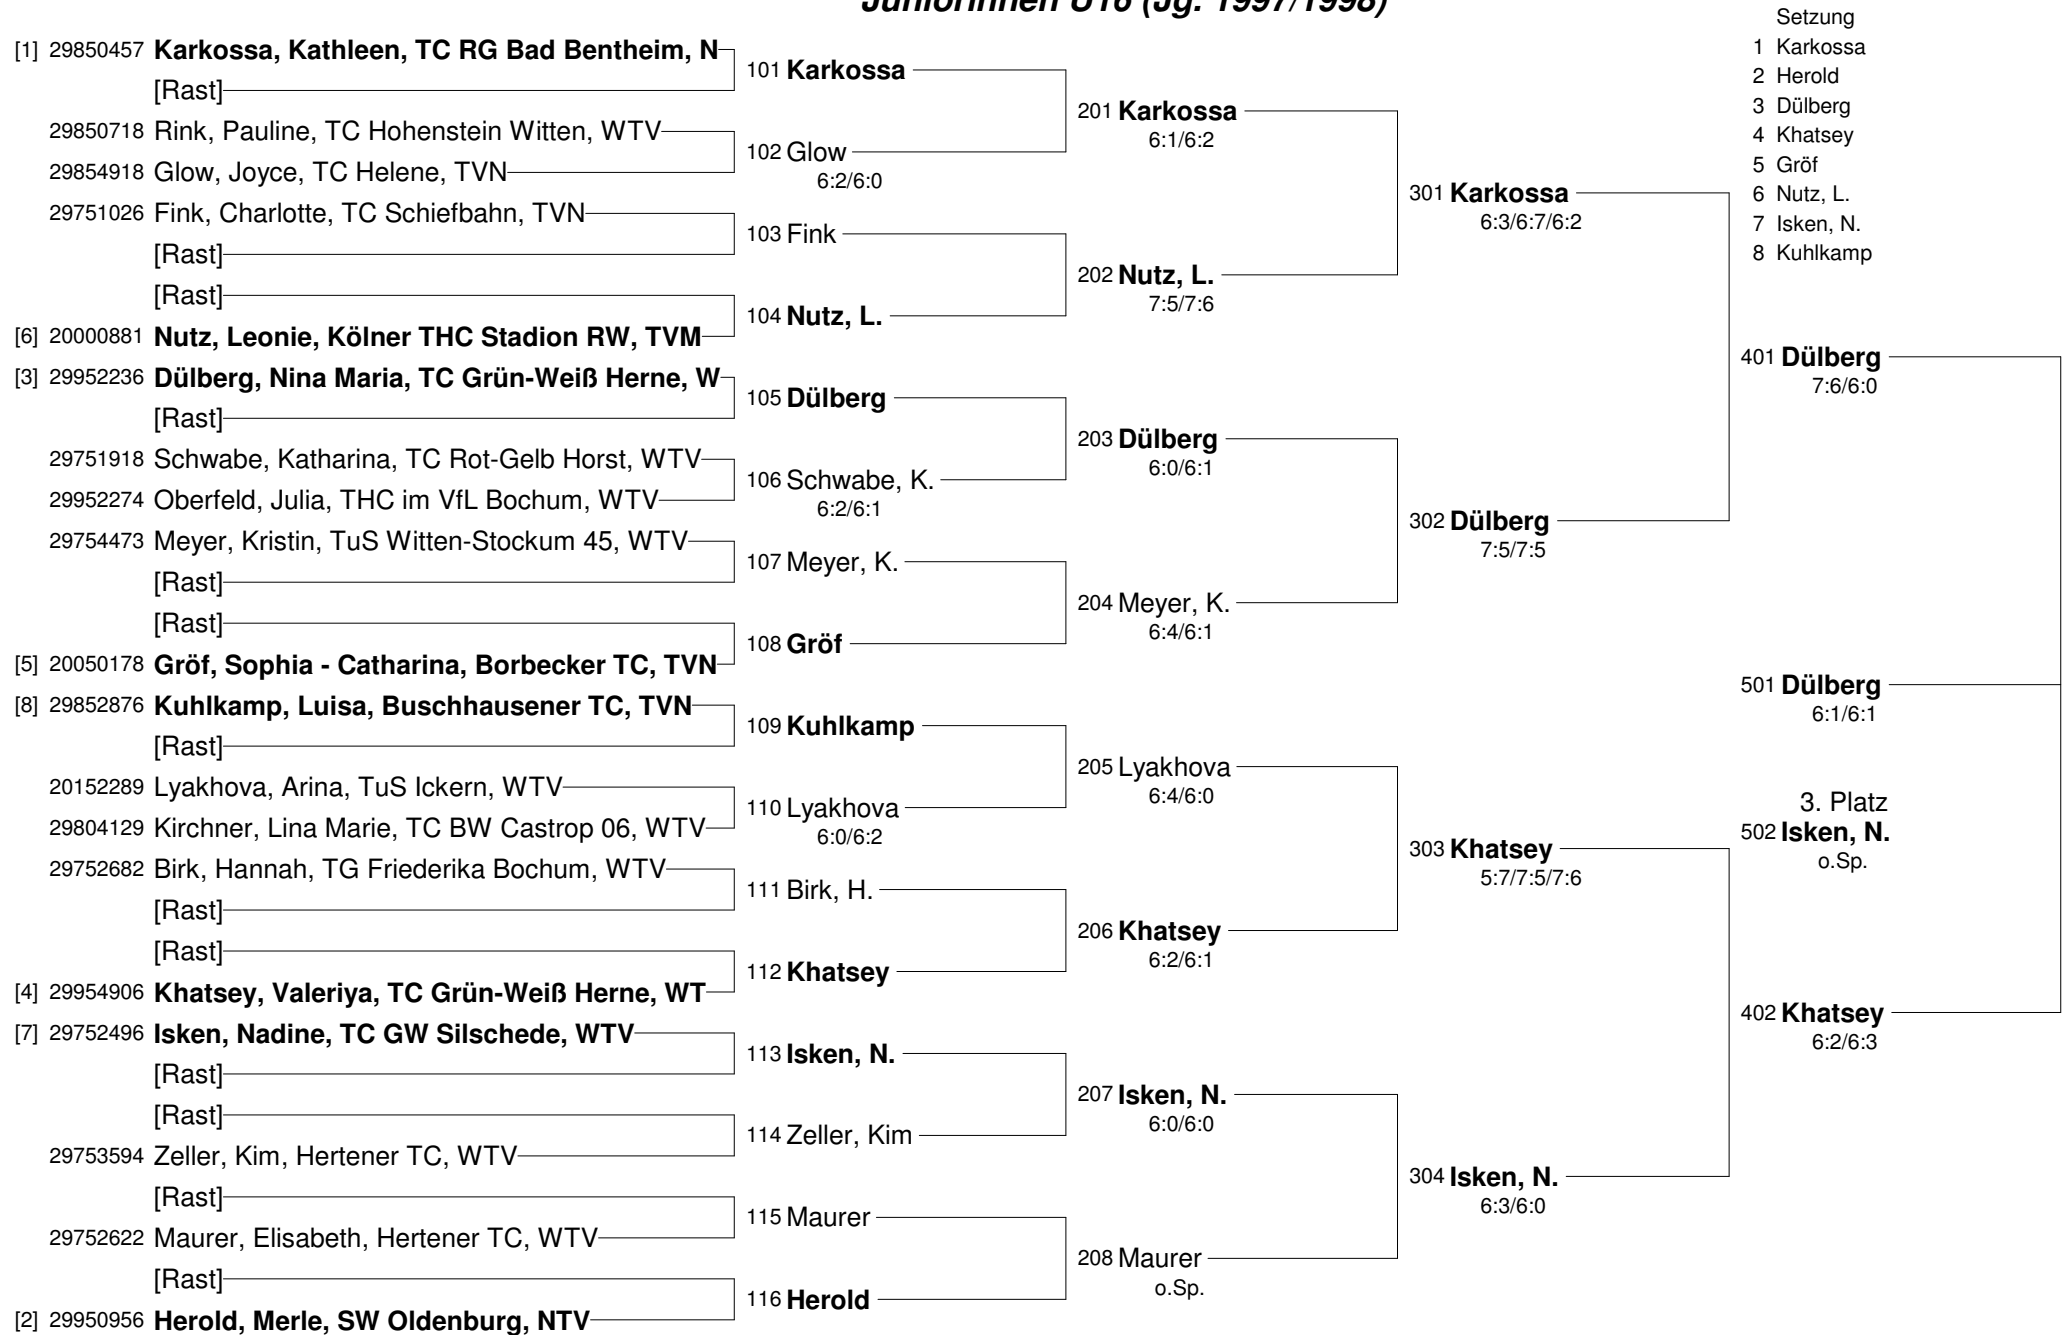 Juniorinnen U16 (Jg. 1997/1998)
Setzung
1 Karkossa
2 Herold
3 Dülberg
4 Khatsey
5 Gröf
6 Nutz, L.
7 Isken, N.
8 Kuhlkamp
[1] 29850457 Karkossa, Kathleen, TC RG Bad Bentheim, N
[Rast]
29850718 Rink, Pauline, TC Hohenstein Witten, WTV
29854918 Glow, Joyce, TC Helene, TVN
29751026 Fink, Charlotte, TC Schiefbahn, TVN
[Rast]
[Rast]
[6] 20000881 Nutz, Leonie, Kölner THC Stadion RW, TVM
[3] 29952236 Dülberg, Nina Maria, TC Grün-Weiß Herne, W
[Rast]
29751918 Schwabe, Katharina, TC Rot-Gelb Horst, WTV
29952274 Oberfeld, Julia, THC im VfL Bochum, WTV
29754473 Meyer, Kristin, TuS Witten-Stockum 45, WTV
[Rast]
[Rast]
[5] 20050178 Gröf, Sophia - Catharina, Borbecker TC, TVN
[8] 29852876 Kuhlkamp, Luisa, Buschhausener TC, TVN
[Rast]
20152289 Lyakhova, Arina, TuS Ickern, WTV
29804129 Kirchner, Lina Marie, TC BW Castrop 06, WTV
29752682 Birk, Hannah, TG Friederika Bochum, WTV
[Rast]
[Rast]
[4] 29954906 Khatsey, Valeriya, TC Grün-Weiß Herne, WT
[7] 29752496 Isken, Nadine, TC GW Silschede, WTV
[Rast]
[Rast]
29753594 Zeller, Kim, Hertener TC, WTV
[Rast]
29752622 Maurer, Elisabeth, Hertener TC, WTV
[Rast]
[2] 29950956 Herold, Merle, SW Oldenburg, NTV
101 Karkossa
102 Glow
6:2/6:0
103 Fink
104 Nutz, L.
105 Dülberg
106 Schwabe, K.
6:2/6:1
107 Meyer, K.
108 Gröf
109 Kuhlkamp
110 Lyakhova
6:0/6:2
111 Birk, H.
112 Khatsey
113 Isken, N.
114 Zeller, Kim
115 Maurer
116 Herold
201 Karkossa
6:1/6:2
202 Nutz, L.
7:5/7:6
203 Dülberg
6:0/6:1
204 Meyer, K.
6:4/6:1
205 Lyakhova
6:4/6:0
206 Khatsey
6:2/6:1
207 Isken, N.
6:0/6:0
208 Maurer
o.Sp.
301 Karkossa
6:3/6:7/6:2
302 Dülberg
7:5/7:5
303 Khatsey
5:7/7:5/7:6
304 Isken, N.
6:3/6:0
401 Dülberg
7:6/6:0
501 Dülberg
6:1/6:1
3. Platz
502 Isken, N.
o.Sp.
402 Khatsey
6:2/6:3